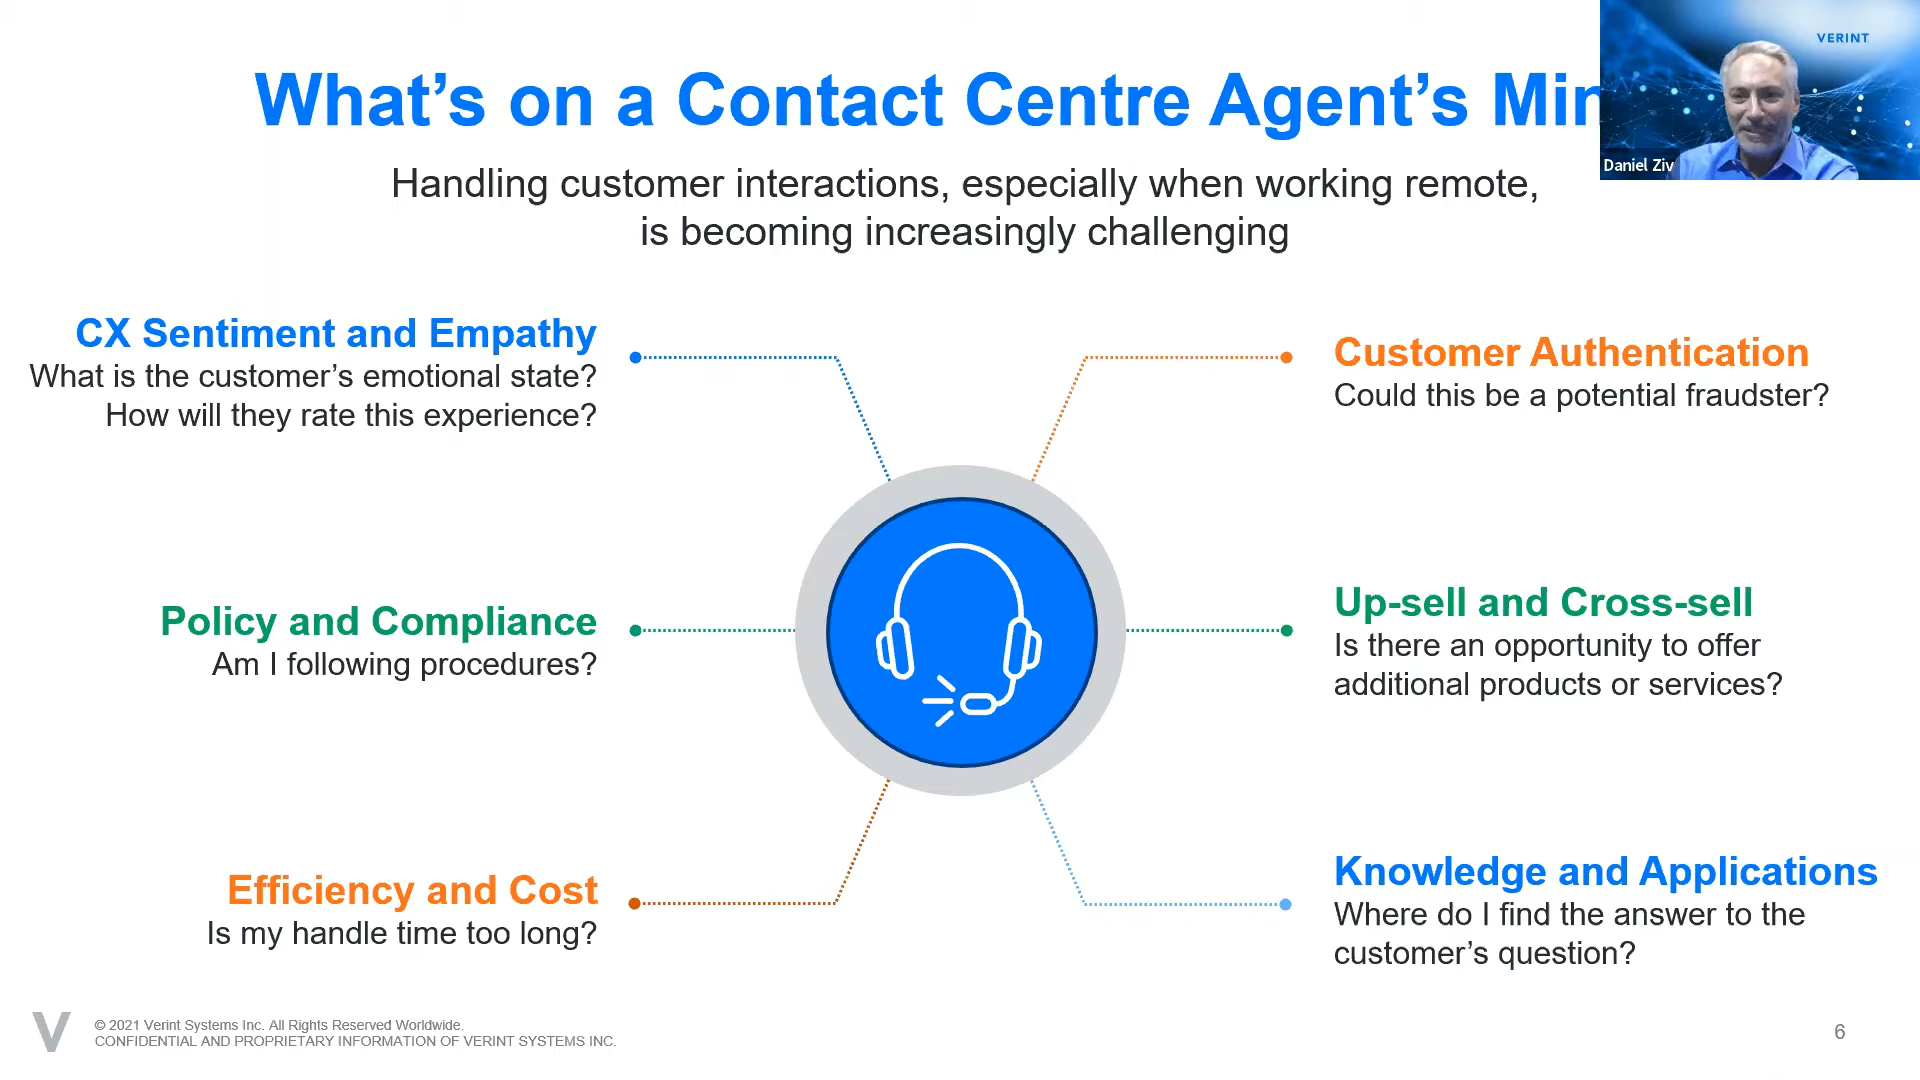 What's on a Contact Centre Agent's Min
VERINT
Daniel Ziv
Handling customer interactions, especially when working remote,
is becoming increasingly challenging
CX Sentiment and Empathy
What is the customer's emotional state?
How will they rate this experience?
Customer Authentication
Could this be a potential fraudster?
Policy and Compliance
Am I following procedures?
Up-sell and Cross-sell
Is there an opportunity to offer
additional products or services?
Efficiency and Cost
Is my handle time too long?
Knowledge and Applications
Where do I find the answer to the
customer's question?
© 2021 Verint Systems Inc. All Rights Reserved Worldwide.
CONFIDENTIAL AND PROPRIETARY INFORMATION OF VERINT SYSTEMS INC.
6